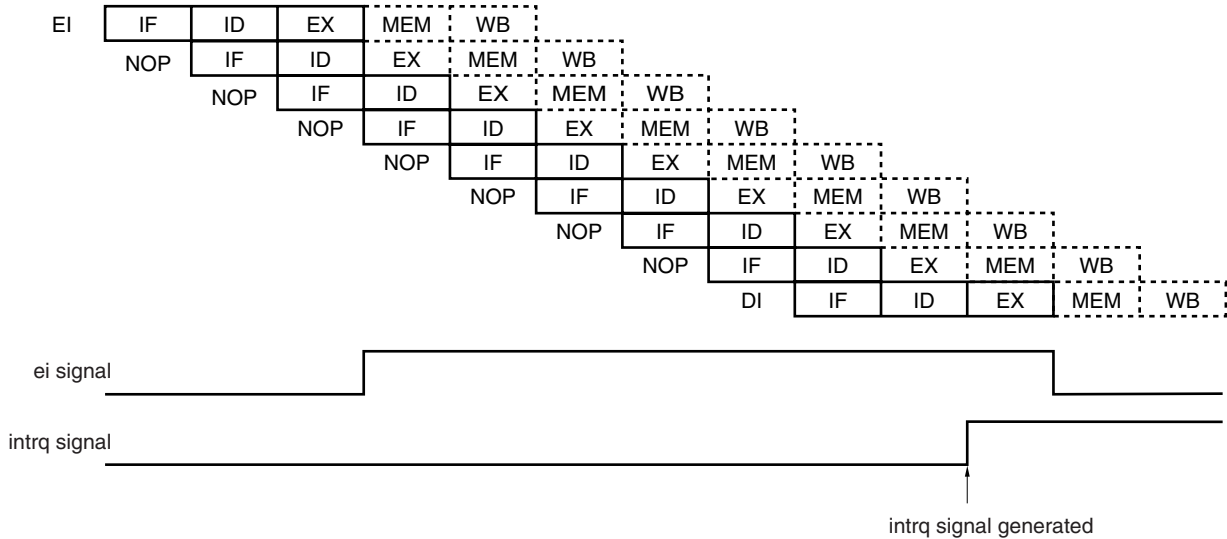 EI IF ID EX MEM WB
NOP IF ID EX MEM WB
NOP IF ID EX MEM WB
NOP IF ID EX MEM WB
NOP IF ID EX MEM WB
NOP IF ID EX MEM WB
NOP IF ID EX MEM WB
NOP IF ID EX MEM WB
DI IF ID EX MEM WB
ei signal
intrq signal
intrq signal generated